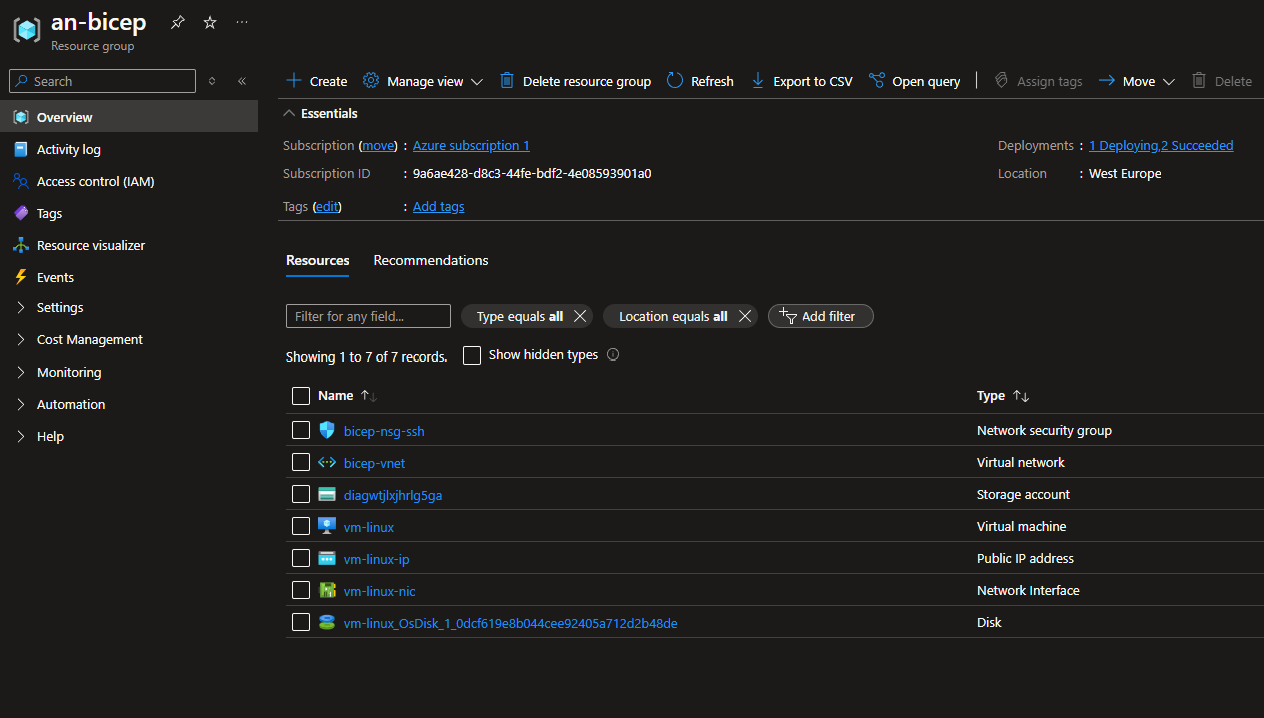 an-bicep
Resource group
Search
Overview
Activity log
Access control (IAM)
Tags
Resource visualizer
Events
Settings
Cost Management
Monitoring
Automation
Help
Create Manage view Delete resource group Refresh Export to CSV Open query Assign tags Move Delete
Essentials
Subscription (move) : Azure subscription 1 Deployments : 1 Deploying,2 Succeeded
Subscription ID : 9a6ae428-d8c3-44fe-bdf2-4e08593901a0 Location : West Europe
Tags (edit) : Add tags
Resources Recommendations
Filter for any field... Type equals all Location equals all Add filter
Showing 1 to 7 of 7 records. Show hidden types
Name Type
bicep-nsg-ssh Network security group
bicep-vnet Virtual network
diagwtjlxjhrlg5ga Storage account
vm-linux Virtual machine
vm-linux-ip Public IP address
vm-linux-nic Network Interface
vm-linux_OsDisk_1_0dcf619e8b044cee92405a712d2b48de Disk